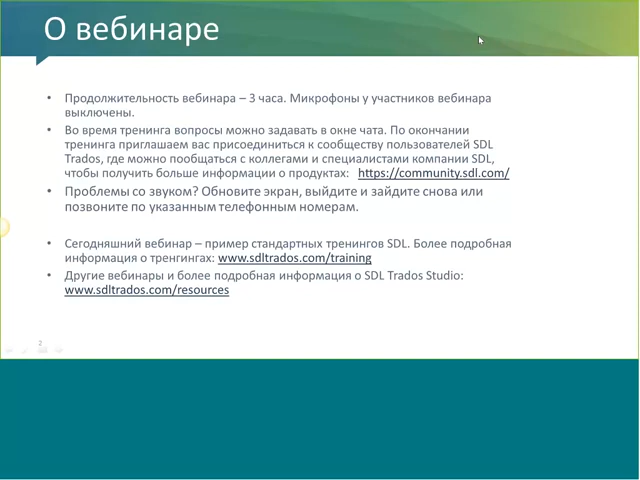 О вебинаре
• Продолжительность вебинара – 3 часа. Микрофоны у участников вебинара
выключены.
• Во время тренинга вопросы можно задавать в окне чата. По окончании
тренинга приглашаем вас присоединиться к сообществу пользователей SDL
Trados, где можно пообщаться с коллегами и специалистами компании SDL,
чтобы получить больше информации о продуктах: https://community.sdl.com/
• Проблемы со звуком? Обновите экран, выйдите и зайдите снова или
позвоните по указанным телефонным номерам.
• Сегодняшний вебинар – пример стандартных тренингов SDL. Более подробная
информация о тренгингах: www.sdltrados.com/training
• Другие вебинары и более подробная информация о SDL Trados Studio:
www.sdltrados.com/resources
2